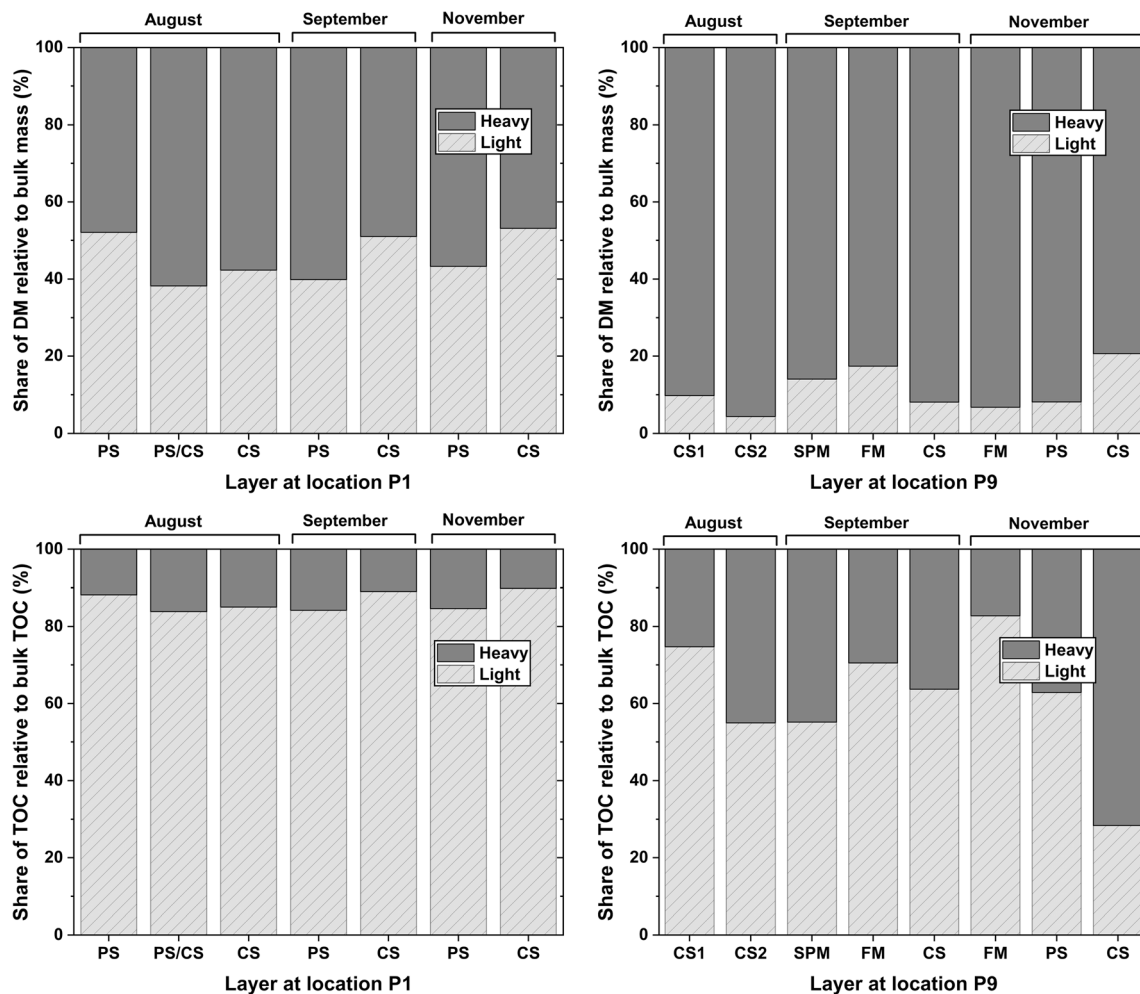 August September November
100
80
60
40
20
0
Share of DM relative to bulk mass (%)
Heavy
Light
PS PS/CS CS PS CS PS CS
Layer at location P1
August September November
100
80
60
40
20
0
Share of DM relative to bulk mass (%)
Heavy
Light
CS1 CS2 SPM FM CS FM PS CS
Layer at location P9
August September November
100
80
60
40
20
0
Share of TOC relative to bulk TOC (%)
Heavy
Light
PS PS/CS CS PS CS PS CS
Layer at location P1
August September November
100
80
60
40
20
0
Share of TOC relative to bulk TOC (%)
Heavy
Light
CS1 CS2 SPM FM CS FM PS CS
Layer at location P9